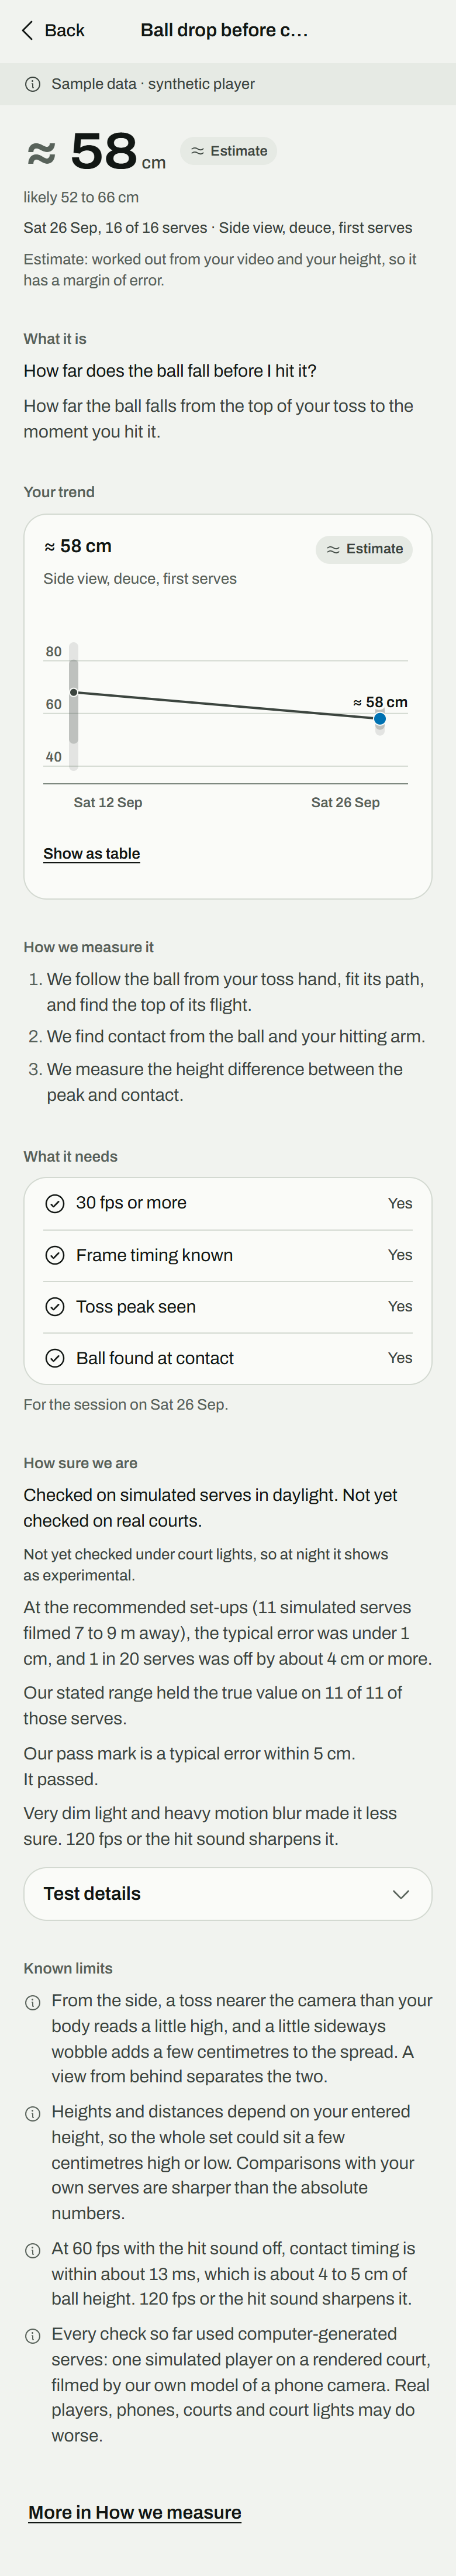 Back
Ball drop before c...
Sample data · synthetic player
≈ 58 cm
≈ Estimate
likely 52 to 66 cm
Sat 26 Sep, 16 of 16 serves · Side view, deuce, first serves
Estimate: worked out from your video and your height, so it
has a margin of error.
What it is
How far does the ball fall before I hit it?
How far the ball falls from the top of your toss to the
moment you hit it.
Your trend
≈ 58 cm
≈ Estimate
Side view, deuce, first serves
80
60
40
≈ 58 cm
Sat 12 Sep
Sat 26 Sep
Show as table
How we measure it
1. We follow the ball from your toss hand, fit its path,
and find the top of its flight.
2. We find contact from the ball and your hitting arm.
3. We measure the height difference between the
peak and contact.
What it needs
30 fps or more Yes
Frame timing known Yes
Toss peak seen Yes
Ball found at contact Yes
For the session on Sat 26 Sep.
How sure we are
Checked on simulated serves in daylight. Not yet
checked on real courts.
Not yet checked under court lights, so at night it shows
as experimental.
At the recommended set-ups (11 simulated serves
filmed 7 to 9 m away), the typical error was under 1
cm, and 1 in 20 serves was off by about 4 cm or more.
Our stated range held the true value on 11 of 11 of
those serves.
Our pass mark is a typical error within 5 cm.
It passed.
Very dim light and heavy motion blur made it less
sure. 120 fps or the hit sound sharpens it.
Test details
Known limits
From the side, a toss nearer the camera than your
body reads a little high, and a little sideways
wobble adds a few centimetres to the spread. A
view from behind separates the two.
Heights and distances depend on your entered
height, so the whole set could sit a few
centimetres high or low. Comparisons with your
own serves are sharper than the absolute
numbers.
At 60 fps with the hit sound off, contact timing is
within about 13 ms, which is about 4 to 5 cm of
ball height. 120 fps or the hit sound sharpens it.
Every check so far used computer-generated
serves: one simulated player on a rendered court,
filmed by our own model of a phone camera. Real
players, phones, courts and court lights may do
worse.
More in How we measure